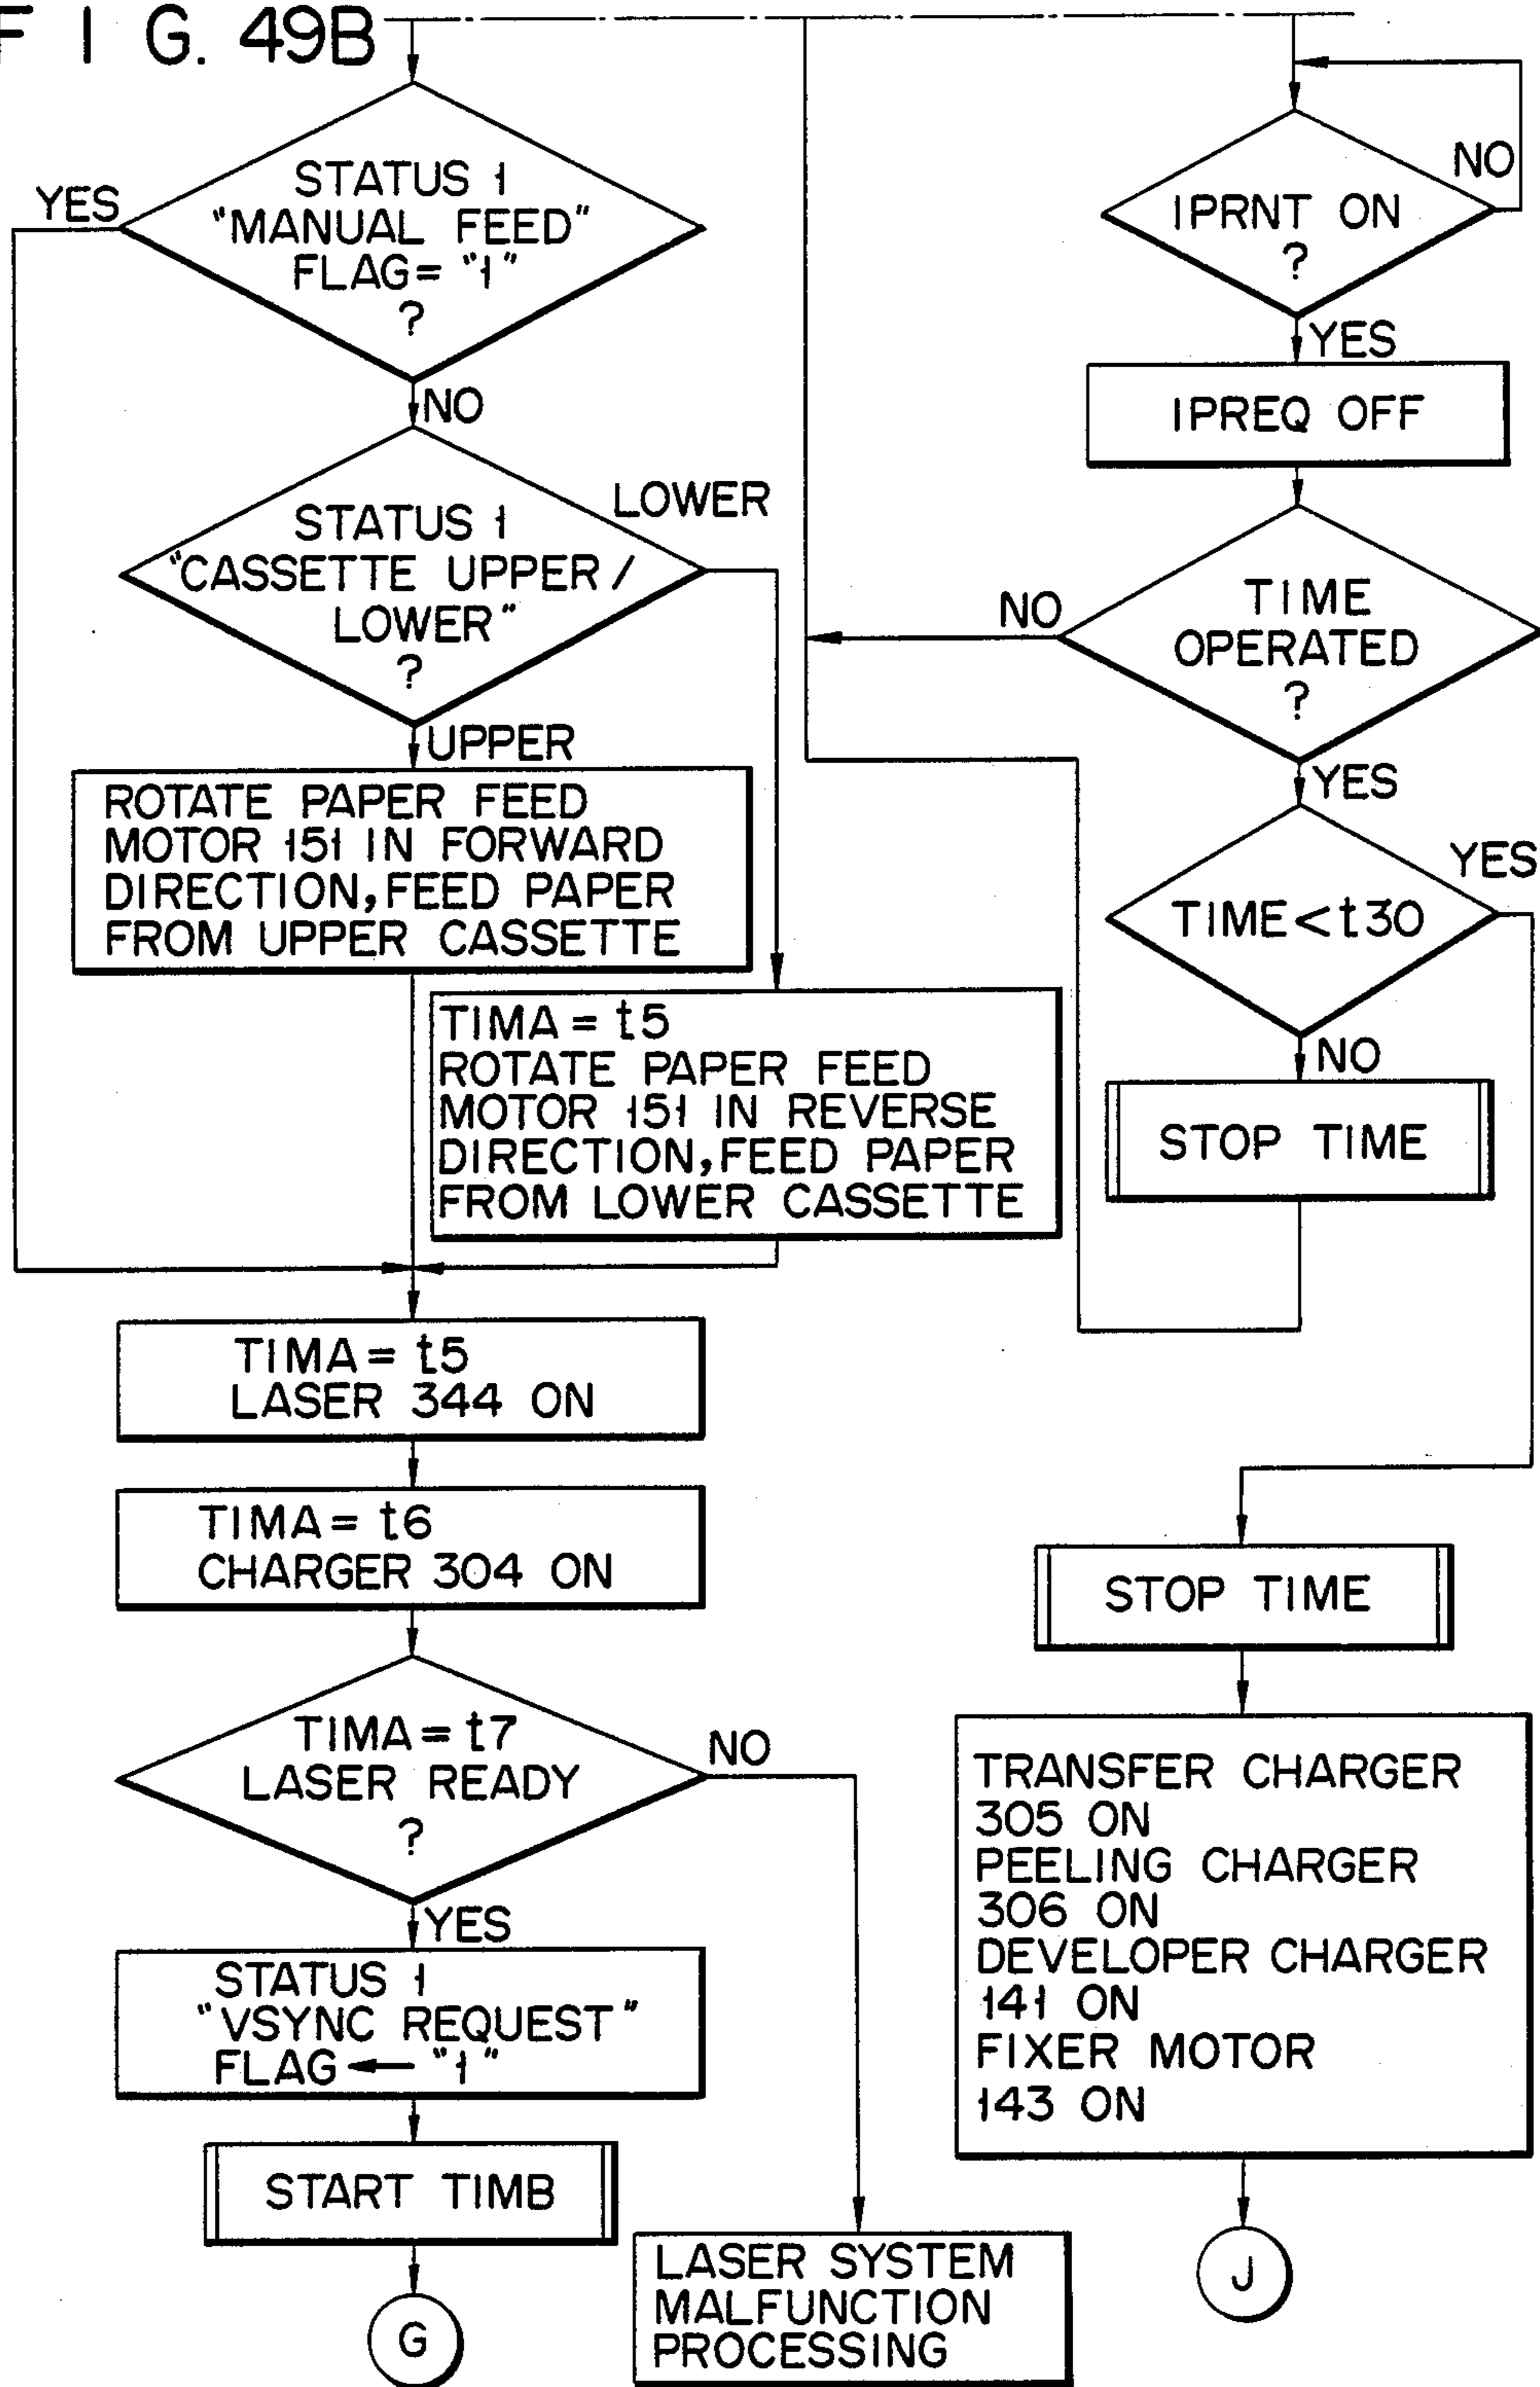 F I G. 49B
STATUS 1
"MANUAL FEED"
FLAG = "1"
?
YES
NO
STATUS 1
"CASSETTE UPPER /
LOWER"
?
LOWER
UPPER
ROTATE PAPER FEED
MOTOR 151 IN FORWARD
DIRECTION, FEED PAPER
FROM UPPER CASSETTE
TIMA = t5
ROTATE PAPER FEED
MOTOR 151 IN REVERSE
DIRECTION, FEED PAPER
FROM LOWER CASSETTE
TIMA = t5
LASER 344 ON
TIMA = t6
CHARGER 304 ON
TIMA = t7
LASER READY
?
NO
YES
STATUS 1
"VSYNC REQUEST"
FLAG ← "1"
START TIMB
G
LASER SYSTEM
MALFUNCTION
PROCESSING
IPRNT ON
?
NO
YES
IPREQ OFF
TIME
OPERATED
?
NO
YES
TIME < t30
YES
NO
STOP TIME
STOP TIME
TRANSFER CHARGER
305 ON
PEELING CHARGER
306 ON
DEVELOPER CHARGER
141 ON
FIXER MOTOR
143 ON
J